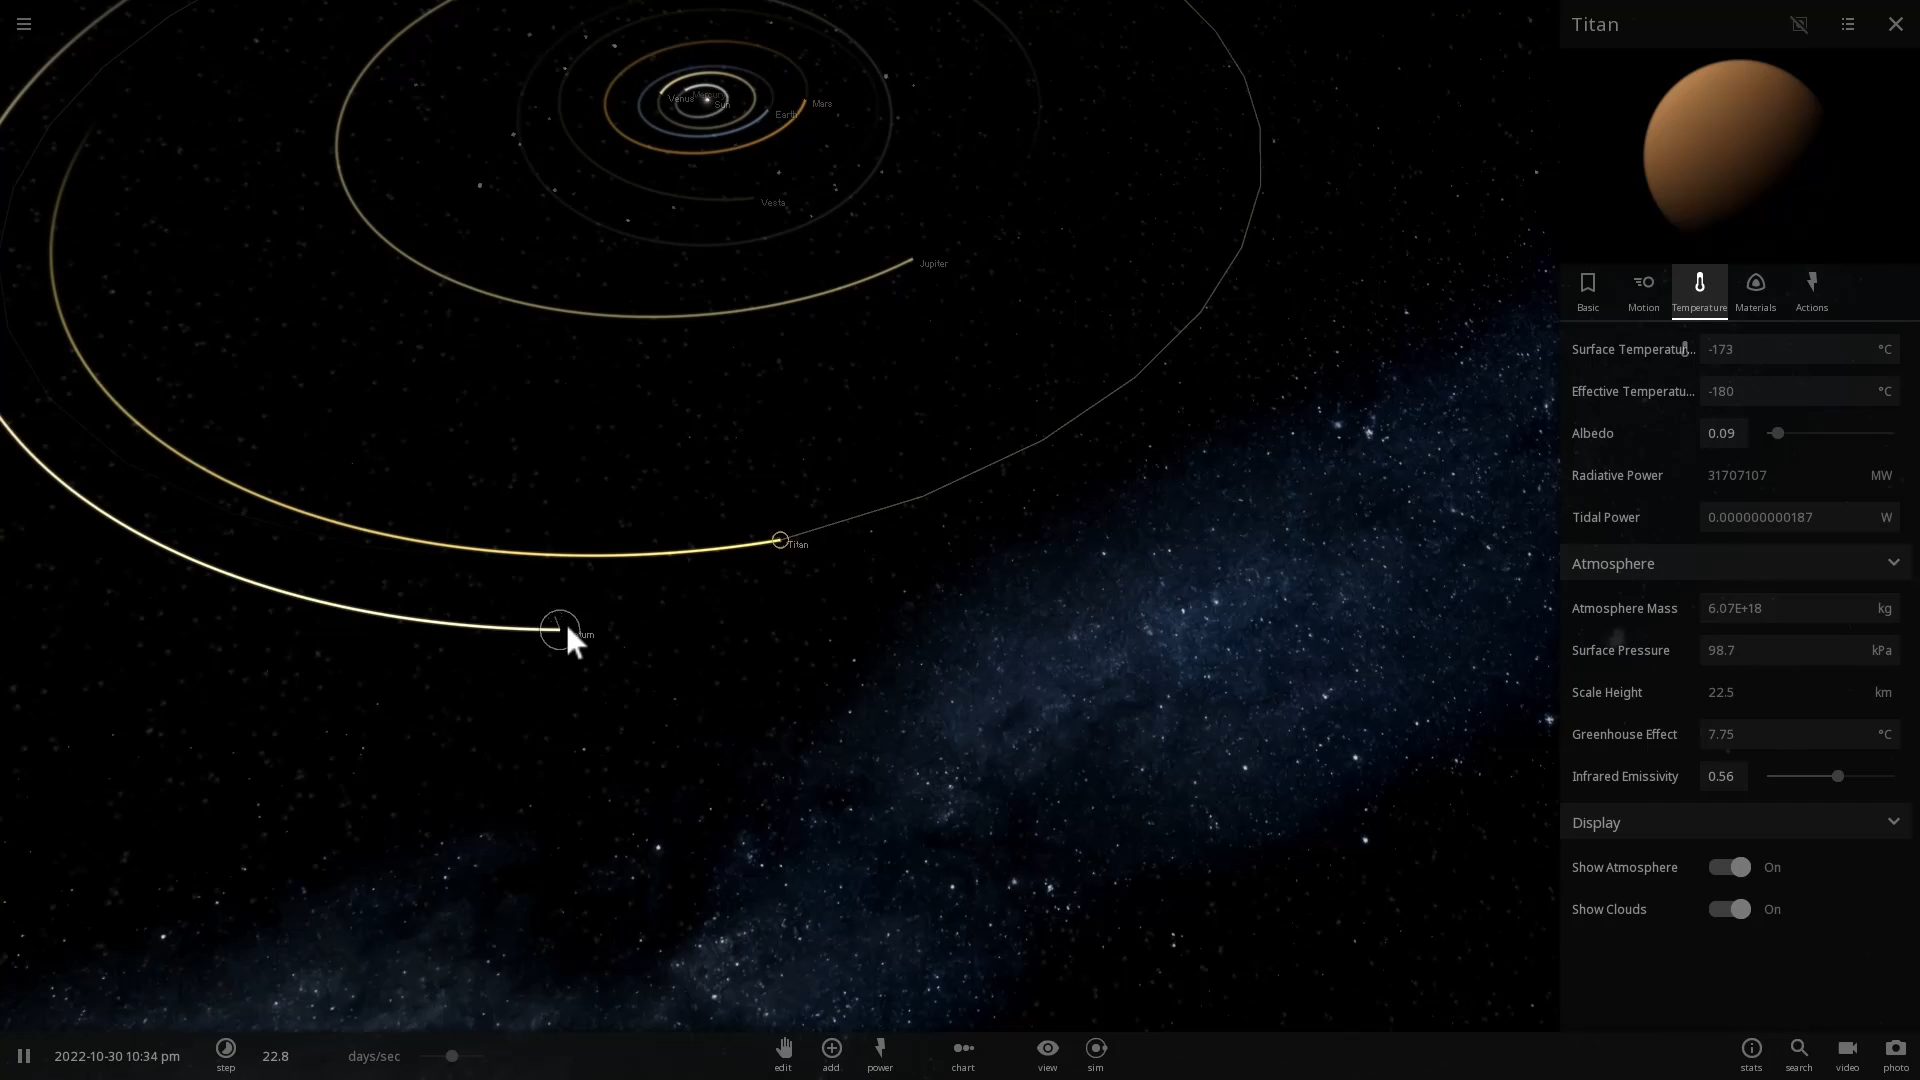 Titan
Venus
Mercury
Sun
Earth
Mars
Vesta
Jupiter
Titan
Basic
Motion
Temperature
Materials
Actions
Surface Temperatur... -173 °C
Effective Temperatu... -180 °C
Albedo 0.09
Radiative Power 31707107 MW
Tidal Power 0.000000000187 W
Atmosphere
Atmosphere Mass 6.07E+18 kg
Surface Pressure 98.7 kPa
Scale Height 22.5 km
Greenhouse Effect 7.75 °C
Infrared Emissivity 0.56
Display
Show Atmosphere On
Show Clouds On
2022-10-30 10:34 pm
step
22.8 days/sec
edit
add
power
chart
view
sim
stats
search
video
photo